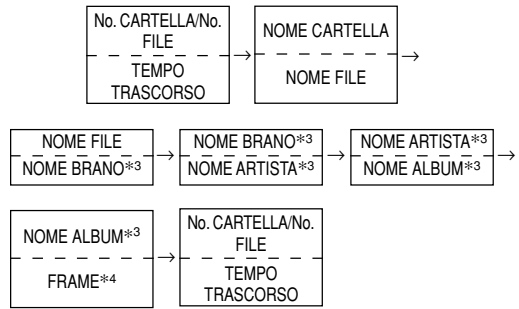 No. CARTELLA/No.
FILE
TEMPO
TRASCORSO
→
NOME CARTELLA
NOME FILE
→
NOME FILE
NOME BRANO*3
→
NOME BRANO*3
NOME ARTISTA*3
→
NOME ARTISTA*3
NOME ALBUM*3
→
NOME ALBUM*3
FRAME*4
→
No. CARTELLA/No.
FILE
TEMPO
TRASCORSO